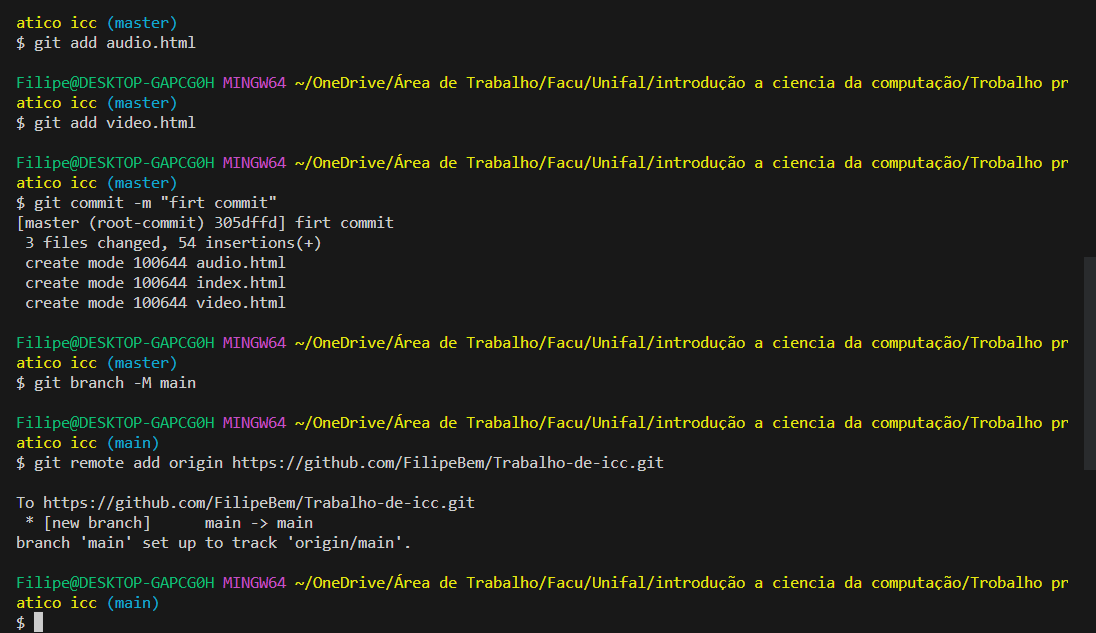 atico icc (master)
$ git add audio.html
Filipe@DESKTOP-GAPCG0H MINGW64 ~/OneDrive/Área de Trabalho/Facu/Unifal/introdução a ciencia da computação/Trobalho pr
atico icc (master)
$ git add video.html
Filipe@DESKTOP-GAPCG0H MINGW64 ~/OneDrive/Área de Trabalho/Facu/Unifal/introdução a ciencia da computação/Trobalho pr
atico icc (master)
$ git commit -m "firt commit"
[master (root-commit) 305dffd] firt commit
 3 files changed, 54 insertions(+)
 create mode 100644 audio.html
 create mode 100644 index.html
 create mode 100644 video.html
Filipe@DESKTOP-GAPCG0H MINGW64 ~/OneDrive/Área de Trabalho/Facu/Unifal/introdução a ciencia da computação/Trobalho pr
atico icc (master)
$ git branch -M main
Filipe@DESKTOP-GAPCG0H MINGW64 ~/OneDrive/Área de Trabalho/Facu/Unifal/introdução a ciencia da computação/Trobalho pr
atico icc (main)
$ git remote add origin https://github.com/FilipeBem/Trabalho-de-icc.git
To https://github.com/FilipeBem/Trabalho-de-icc.git
 * [new branch]      main -> main
branch 'main' set up to track 'origin/main'.
Filipe@DESKTOP-GAPCG0H MINGW64 ~/OneDrive/Área de Trabalho/Facu/Unifal/introdução a ciencia da computação/Trobalho pr
atico icc (main)
$